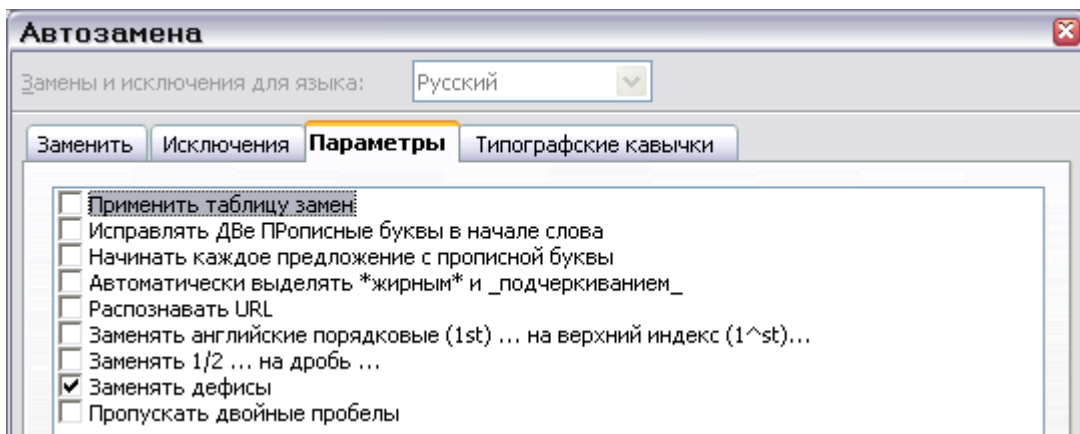 Автозамена
Замены и исключения для языка: Русский
Заменить Исключения Параметры Типографские кавычки
Применить таблицу замен
Исправлять ДВе ПРописные буквы в начале слова
Начинать каждое предложение с прописной буквы
Автоматически выделять *жирным* и _подчеркиванием_
Распознавать URL
Заменять английские порядковые (1st) ... на верхний индекс (1^st)...
Заменять 1/2 ... на дробь ...
Заменять дефисы
Пропускать двойные пробелы